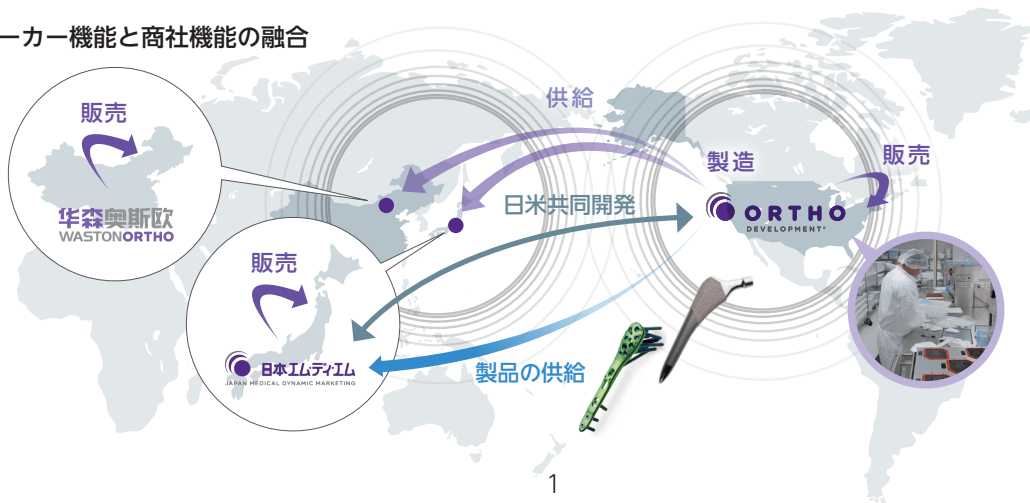 ーカー機能と商社機能の融合
販売
华森奥斯欧
WASTONORTHO
供給
製造
販売
日米共同開発
ORTHO
DEVELOPMENT®
販売
日本エムディエム
JAPAN MEDICAL DYNAMIC MARKETING
製品の供給
1